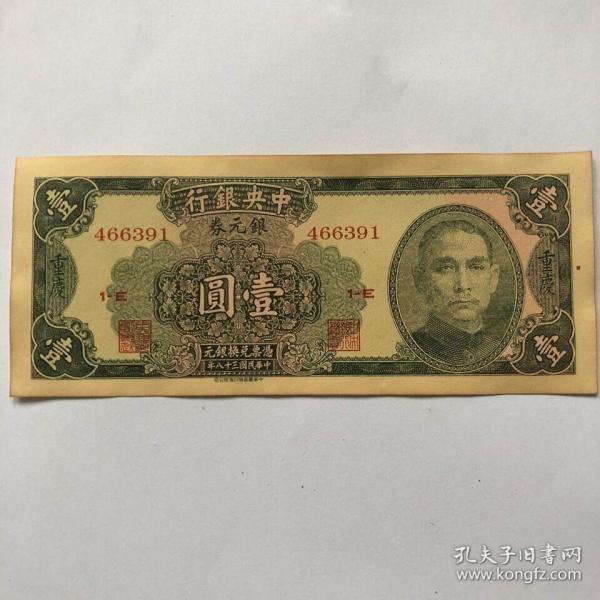 中央銀行
銀元券
466391 466391
壹 壹
重慶 重慶
1-E 1-E
壹圓
憑票兌換銀元
中華民國三十八年
壹 壹
孔夫子旧书网
www.kongfz.com